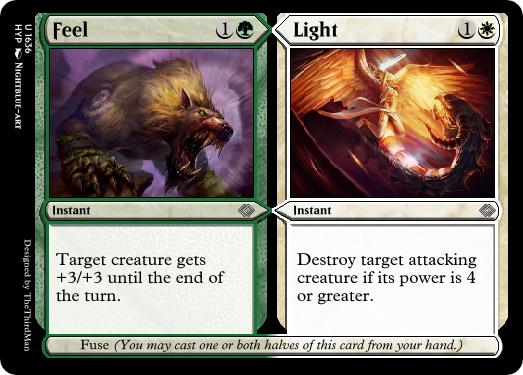 Feel 1
Instant
Target creature gets
+3/+3 until the end of
the turn.
Light 1
Instant
Destroy target attacking
creature if its power is 4
or greater.
Fuse (You may cast one or both halves of this card from your hand.)
U 1636
HYP NIGHTBLUE-ART
Designed by TheThirdMan